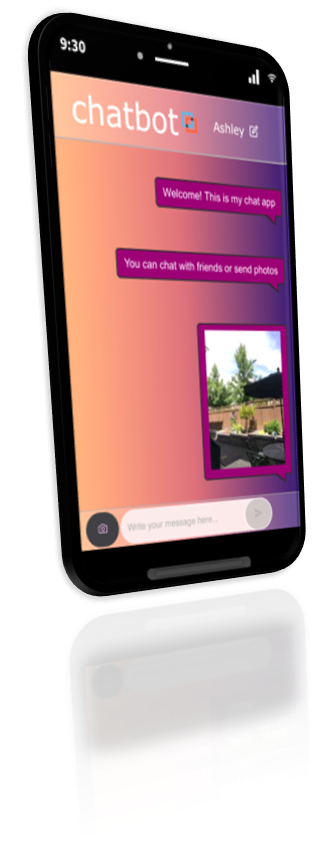 9:30
chatbot
Ashley
Welcome! This is my chat app
You can chat with friends or send photos
Write your message here...